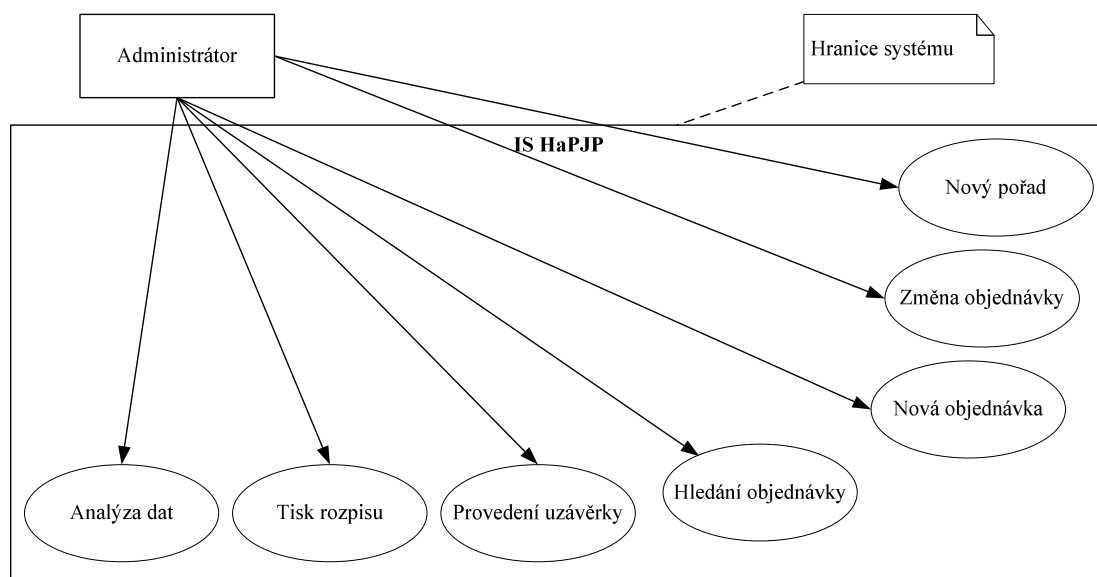 Administrátor
Hranice systému
IS HaPJP
Nový pořad
Změna objednávky
Nová objednávka
Hledání objednávky
Analýza dat
Tisk rozpisu
Provedení uzávěrky